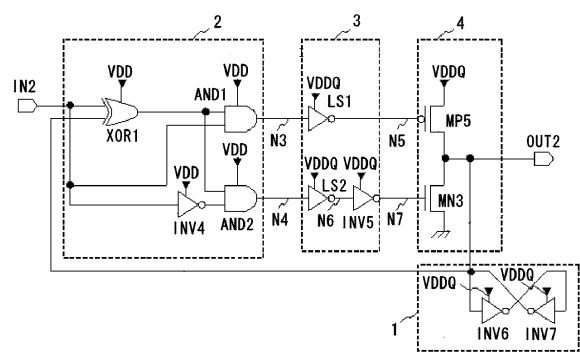 2
3
4
IN2
VDD
XOR1
AND1
VDD
N3
VDDQ
LS1
N5
VDDQ
MP5
OUT2
VDD
INV4
VDD
AND2
N4
VDDQ
LS2
N6
VDDQ
INV5
N7
MN3
1
VDDQ
INV6
VDDQ
INV7